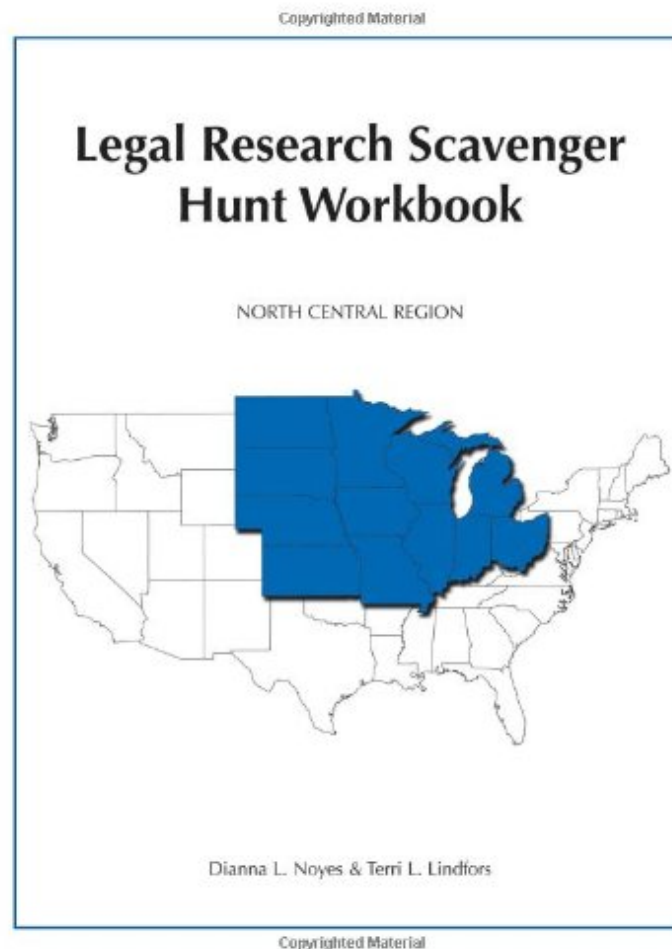 Copyrighted Material
Legal Research Scavenger
Hunt Workbook
NORTH CENTRAL REGION
Dianna L. Noyes & Terri L. Lindfors
Copyrighted Material